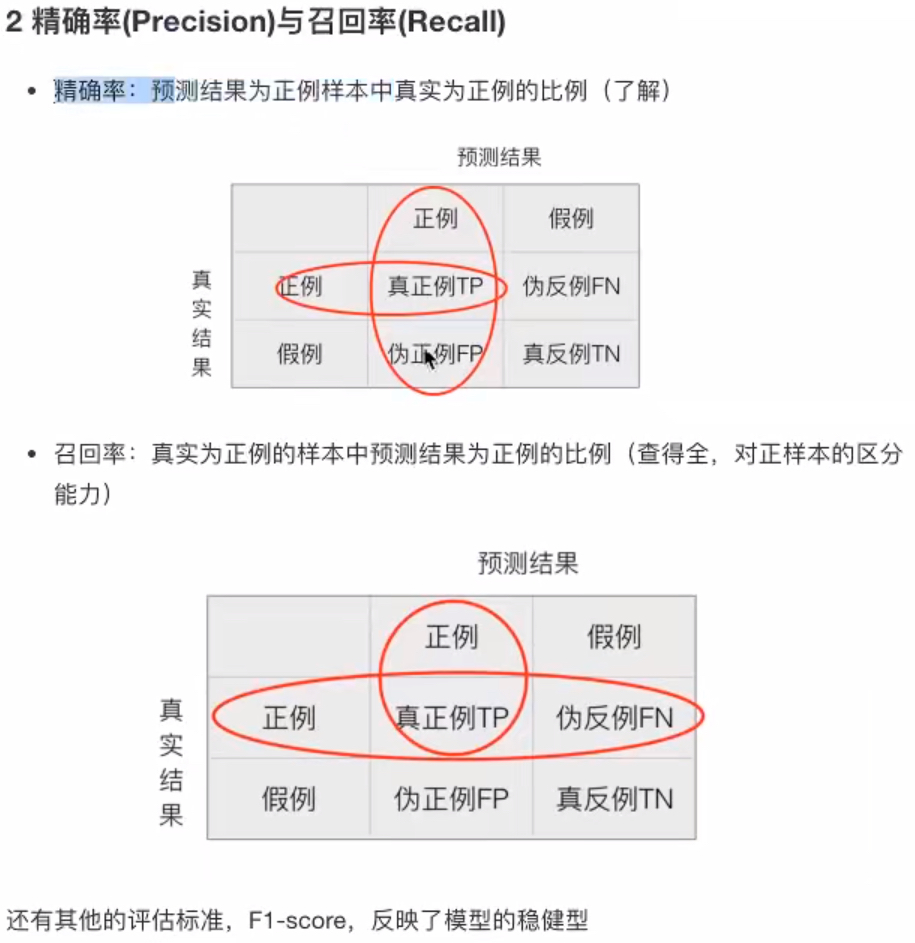 2 精确率(Precision)与召回率(Recall)
• 精确率：预测结果为正例样本中真实为正例的比例（了解）
预测结果
正例 假例
真实结果
正例 真正例TP 伪反例FN
假例 伪正例FP 真反例TN
• 召回率：真实为正例的样本中预测结果为正例的比例（查得全，对正样本的区分
能力）
预测结果
正例 假例
真实结果
正例 真正例TP 伪反例FN
假例 伪正例FP 真反例TN
还有其他的评估标准，F1-score，反映了模型的稳健型